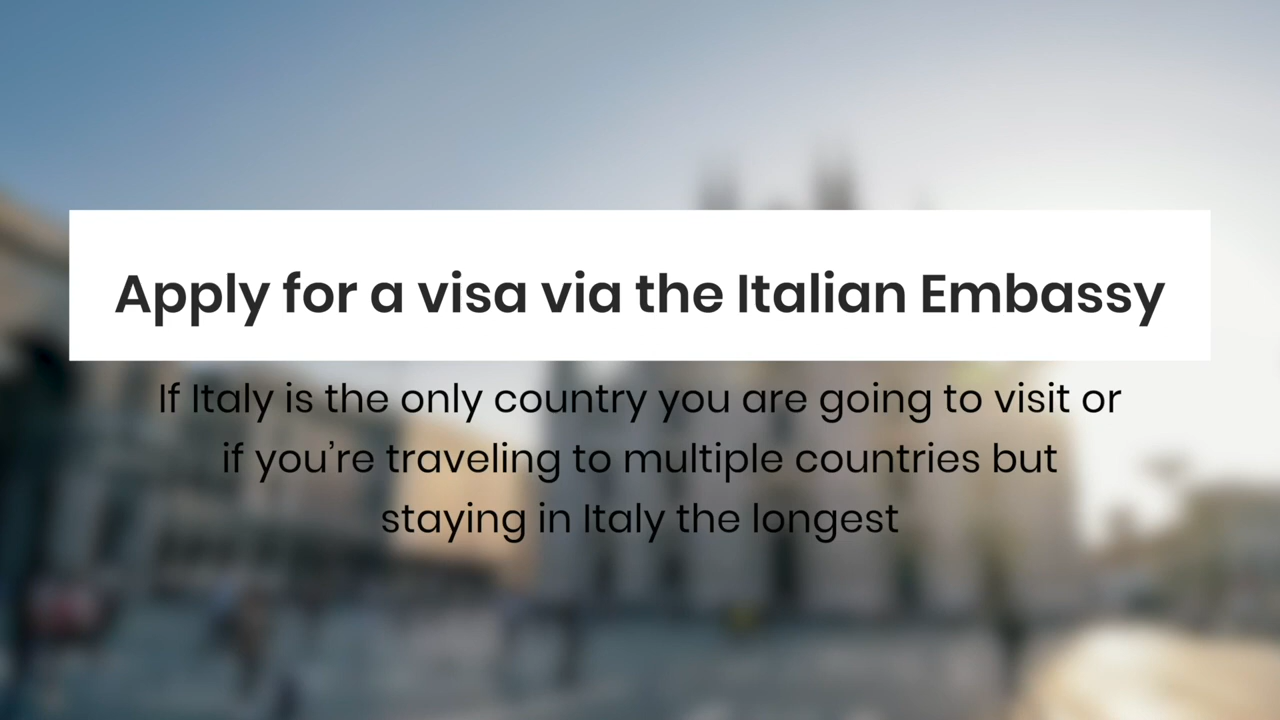 Apply for a visa via the Italian Embassy
If Italy is the only country you are going to visit or
if you’re traveling to multiple countries but
staying in Italy the longest